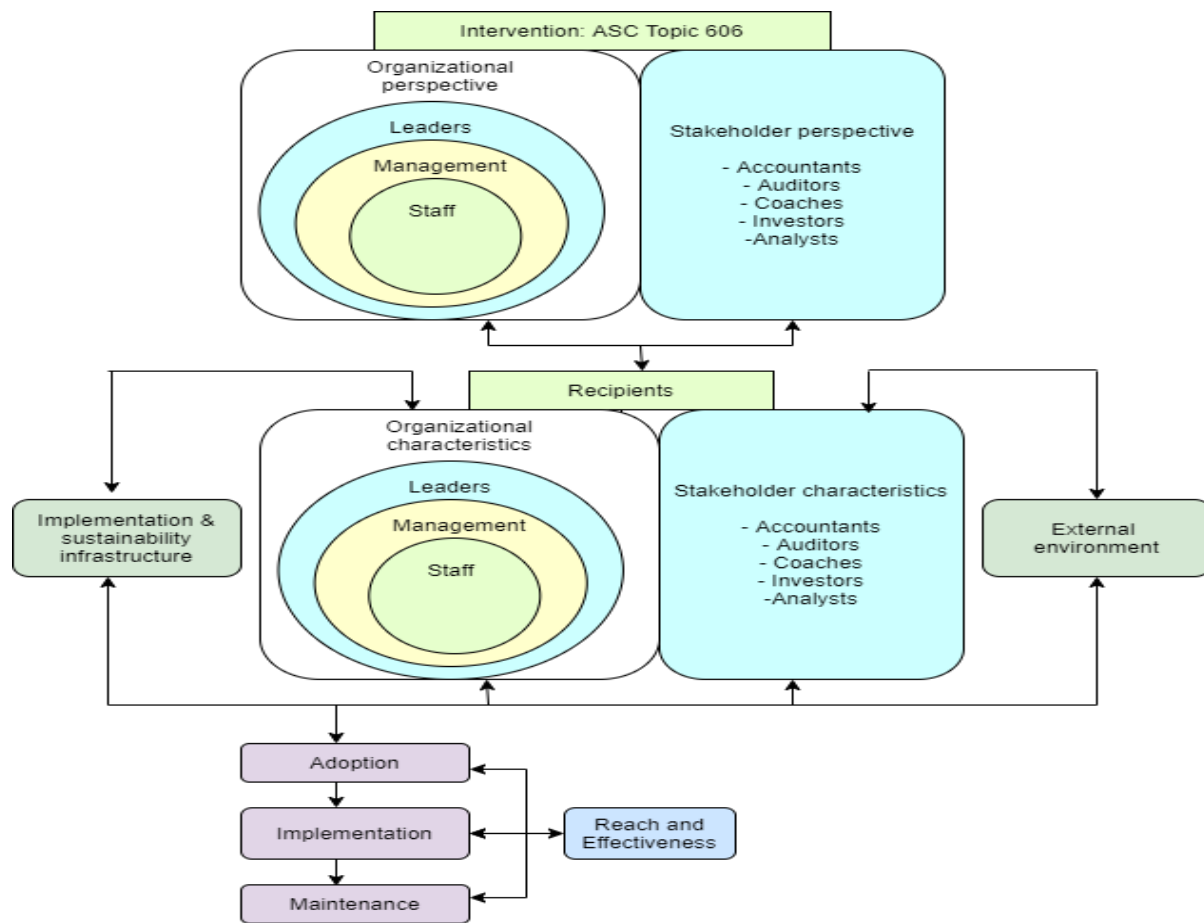 Intervention: ASC Topic 606
Organizational
perspective
Leaders
Management
Staff
Stakeholder perspective
- Accountants
- Auditors
- Coaches
- Investors
-Analysts
Recipients
Organizational
characteristics
Leaders
Management
Staff
Stakeholder characteristics
- Accountants
- Auditors
- Coaches
- Investors
-Analysts
Implementation &
sustainability
infrastructure
External
environment
Adoption
Implementation
Maintenance
Reach and
Effectiveness